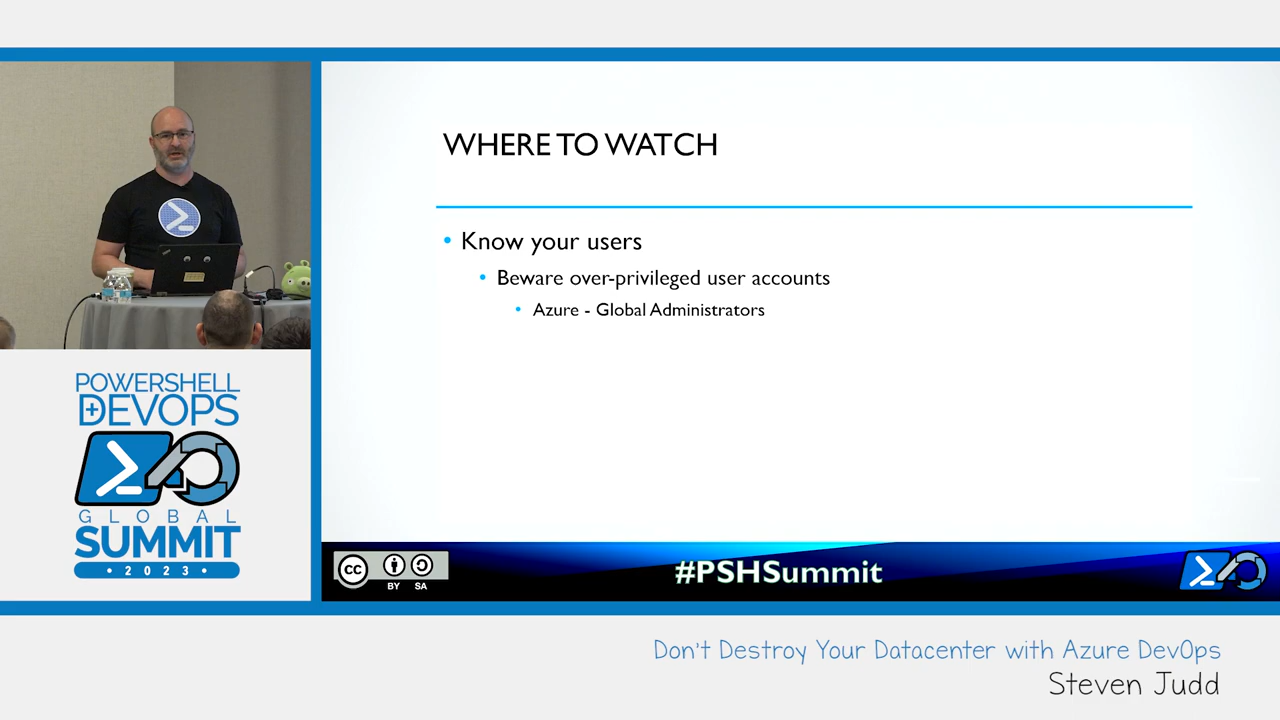 WHERE TO WATCH
• Know your users
• Beware over-privileged user accounts
• Azure - Global Administrators
POWERSHELL
+DEVOPS
GLOBAL
SUMMIT
• 2023 •
cc
BY SA
#PSHSummit
Don't Destroy Your Datacenter with Azure DevOps
Steven Judd